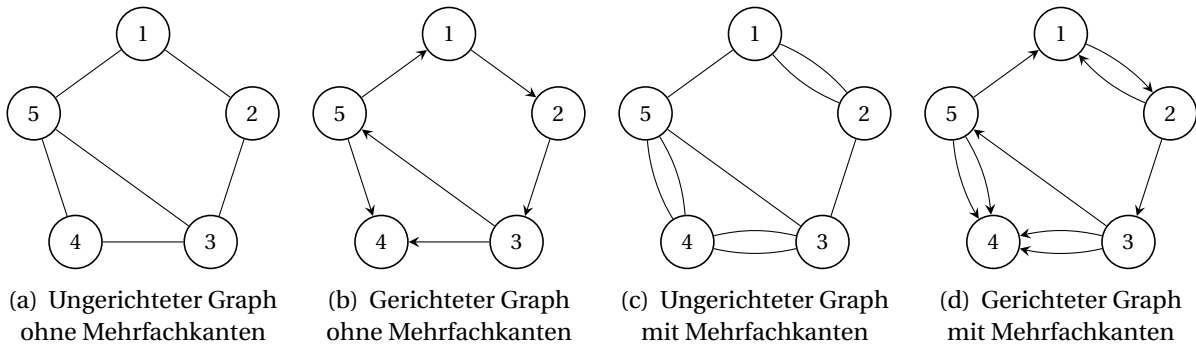 1
5
2
4
3
1
5
2
4
3
1
5
2
4
3
1
5
2
4
3
(a) Ungerichteter Graph
ohne Mehrfachkanten
(b) Gerichteter Graph
ohne Mehrfachkanten
(c) Ungerichteter Graph
mit Mehrfachkanten
(d) Gerichteter Graph
mit Mehrfachkanten